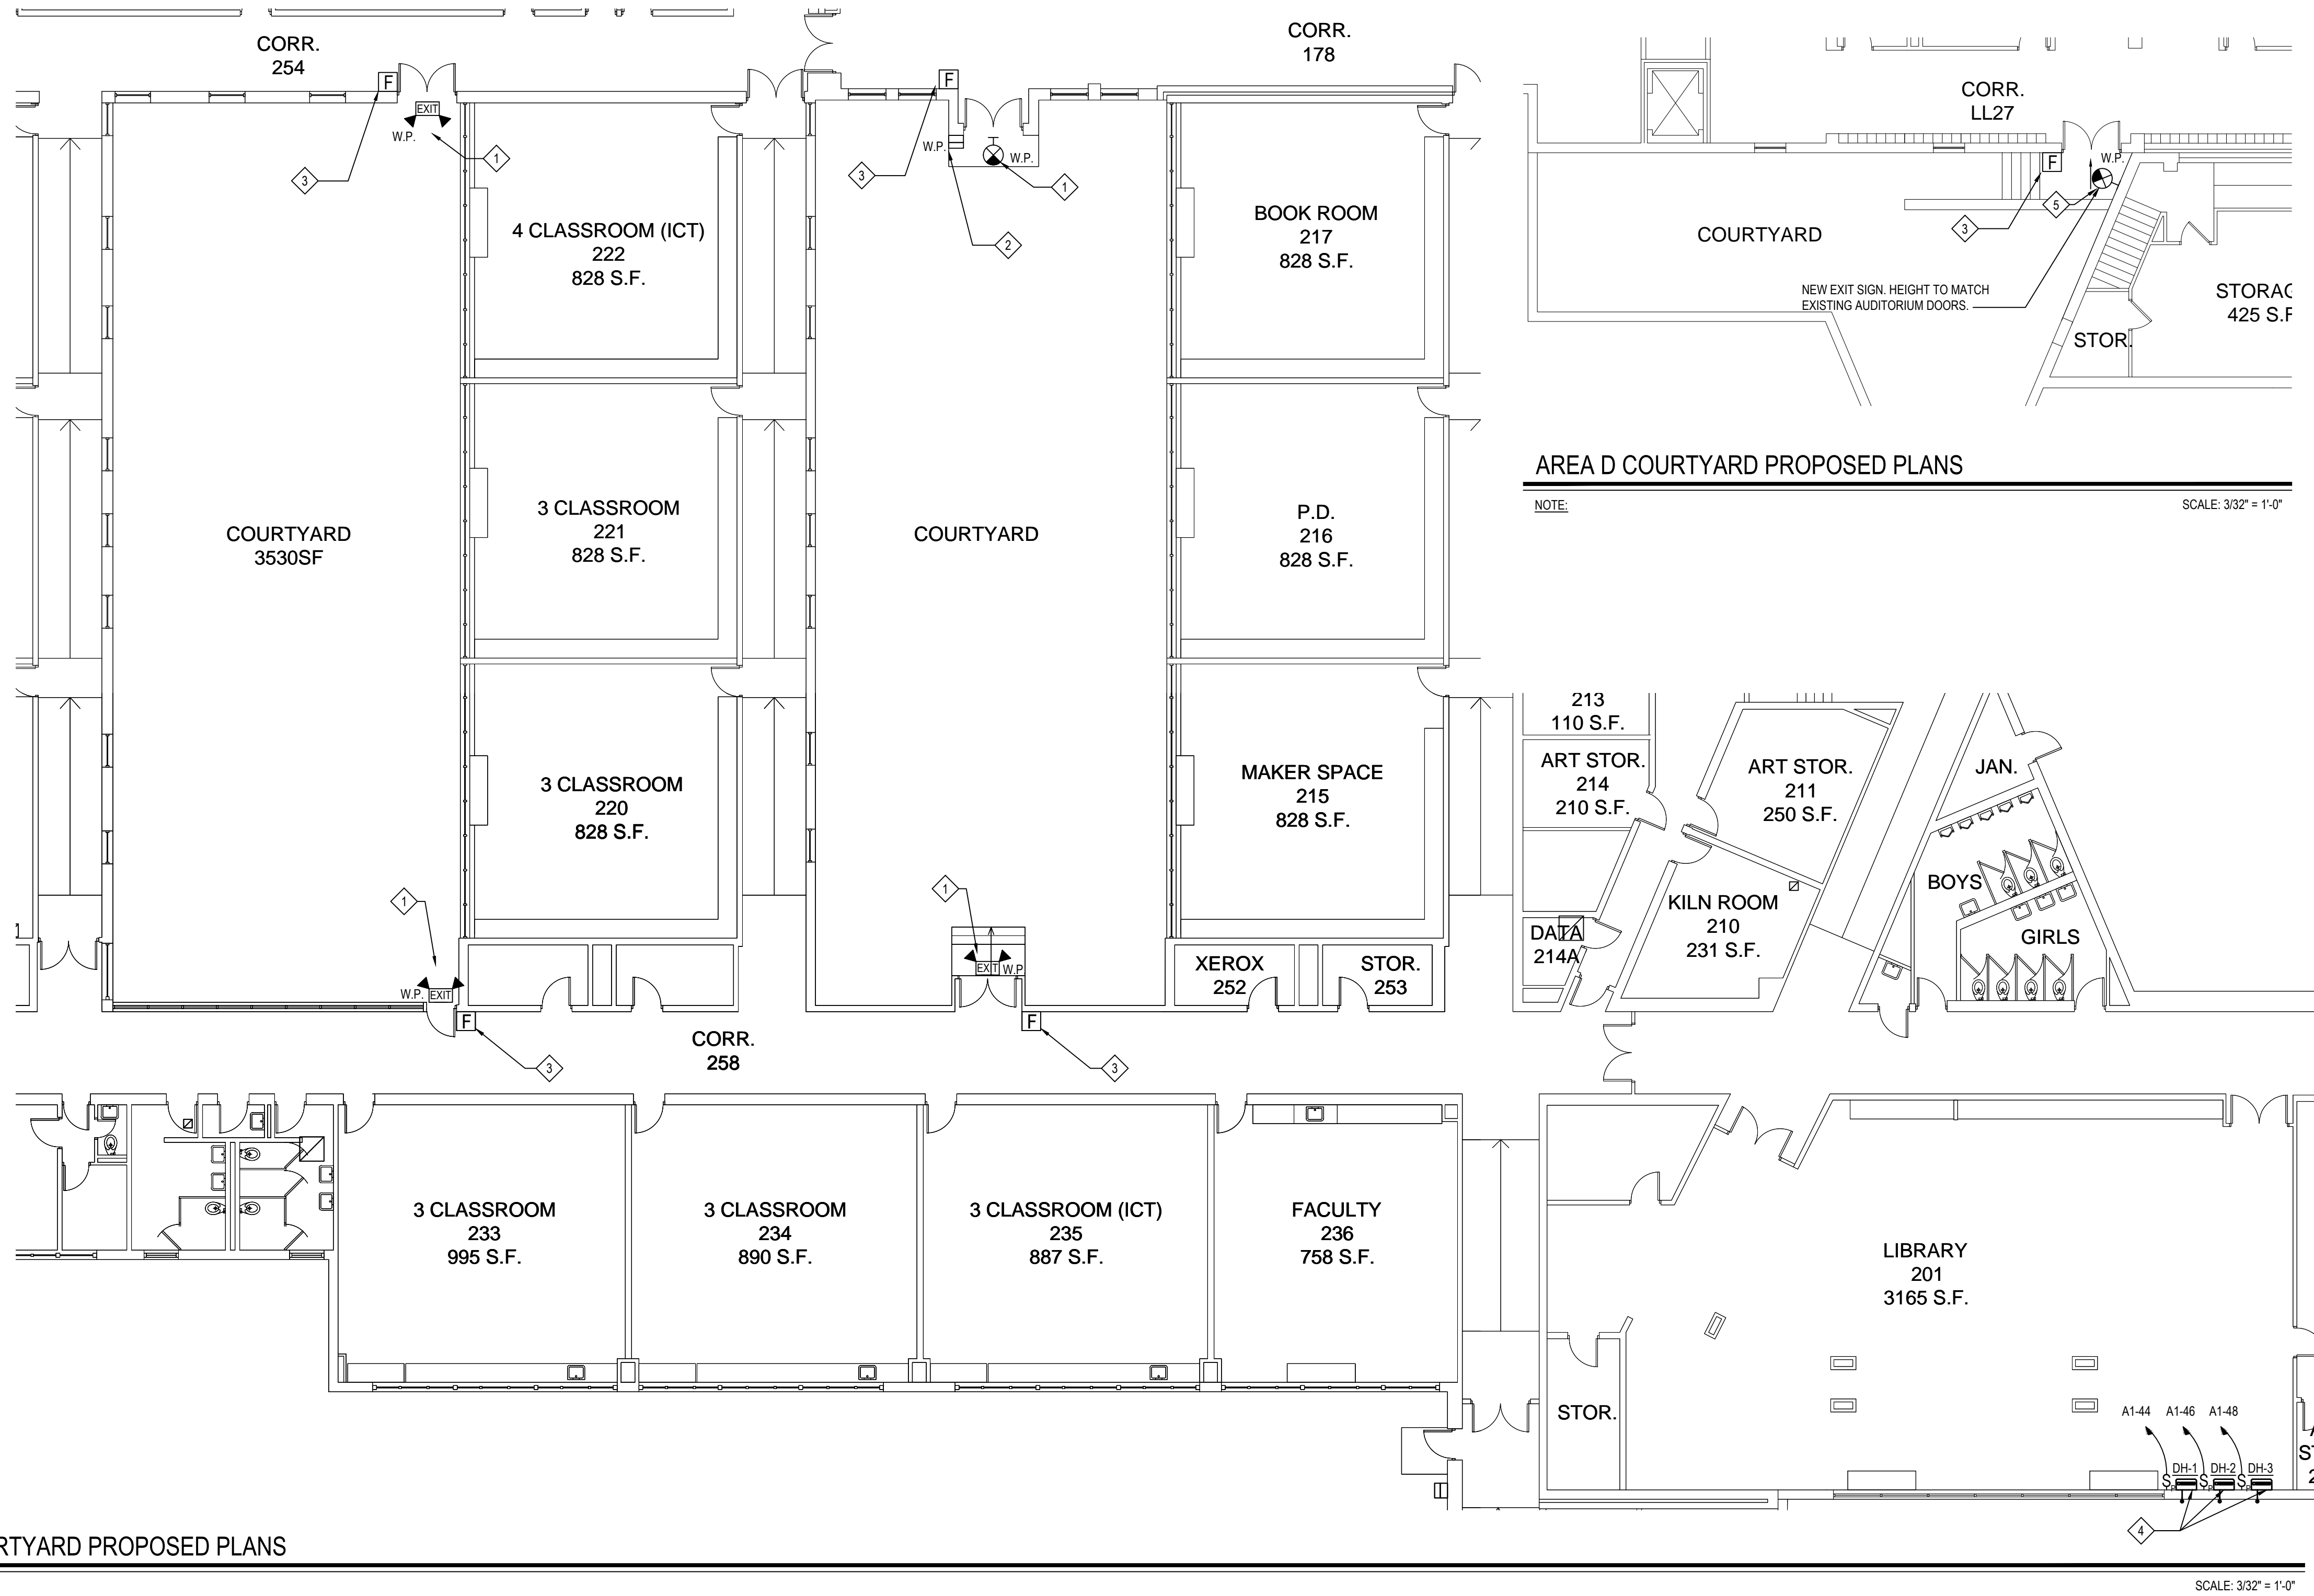 CORR.
254
F
EXIT
W.P.
1
3
4 CLASSROOM (ICT)
222
828 S.F.
COURTYARD
3530SF
3 CLASSROOM
221
828 S.F.
3 CLASSROOM
220
828 S.F.
1
W.P.
EXIT
F
3
CORR.
258
CORR.
178
F
W.P.
W.P.
3
1
2
BOOK ROOM
217
828 S.F.
COURTYARD
P.D.
216
828 S.F.
MAKER SPACE
215
828 S.F.
1
EXIT
W.P.
F
3
XEROX
252
STOR.
253
CORR.
LL27
F
W.P.
5
3
COURTYARD
NEW EXIT SIGN. HEIGHT TO MATCH
EXISTING AUDITORIUM DOORS.
STOR.
425 S.F
AREA D COURTYARD PROPOSED PLANS
NOTE:
SCALE: 3/32" = 1'-0"
213
110 S.F.
ART STOR.
214
210 S.F.
ART STOR.
211
250 S.F.
JAN.
BOYS
GIRLS
KILN ROOM
210
231 S.F.
DATA
214A
3 CLASSROOM
233
995 S.F.
3 CLASSROOM
234
890 S.F.
3 CLASSROOM (ICT)
235
887 S.F.
FACULTY
236
758 S.F.
LIBRARY
201
3165 S.F.
STOR.
A1-44 A1-46 A1-48
DH-1 DH-2 DH-3
S S S
4
RTYARD PROPOSED PLANS
SCALE: 3/32" = 1'-0"